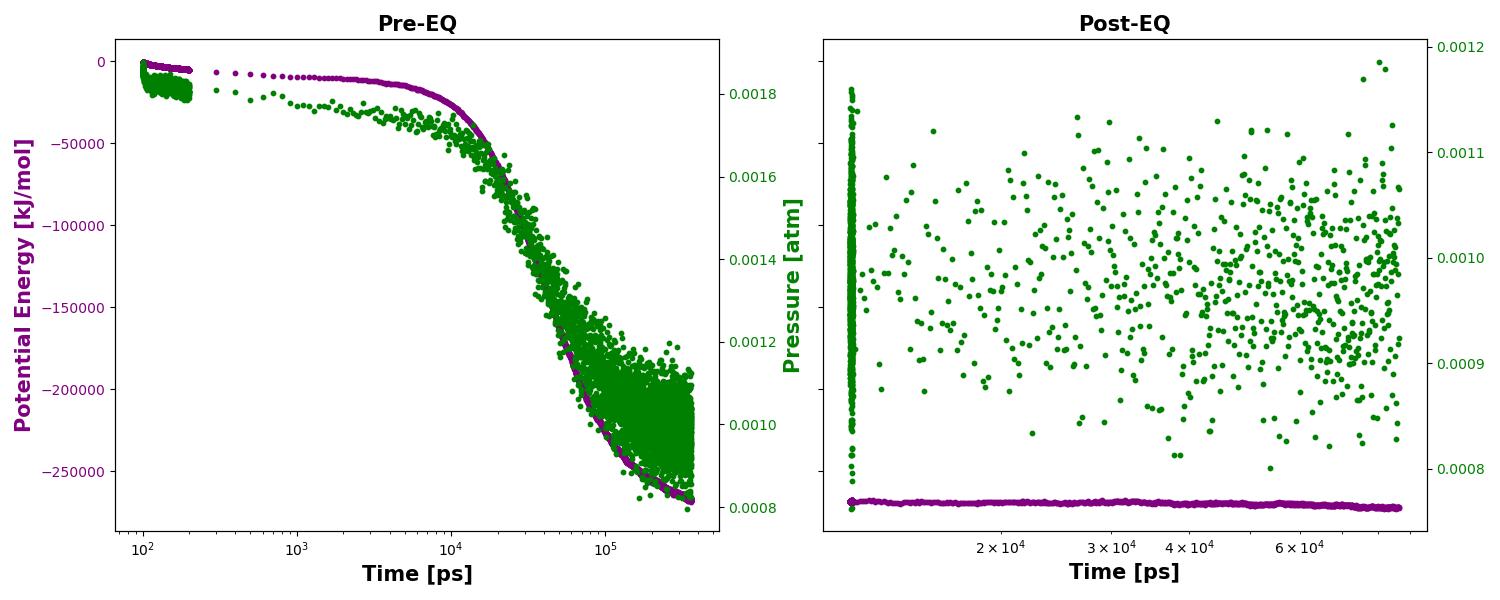 Pre-EQ
Post-EQ
Potential Energy [kJ/mol]
0
−50000
−100000
−150000
−200000
−250000
0.0018
0.0016
0.0014
0.0012
0.0010
0.0008
10² 10³ 10⁴ 10⁵
Time [ps]
Pressure [atm]
0.0012
0.0011
0.0010
0.0009
0.0008
2 × 10⁴ 3 × 10⁴ 4 × 10⁴ 6 × 10⁴
Time [ps]